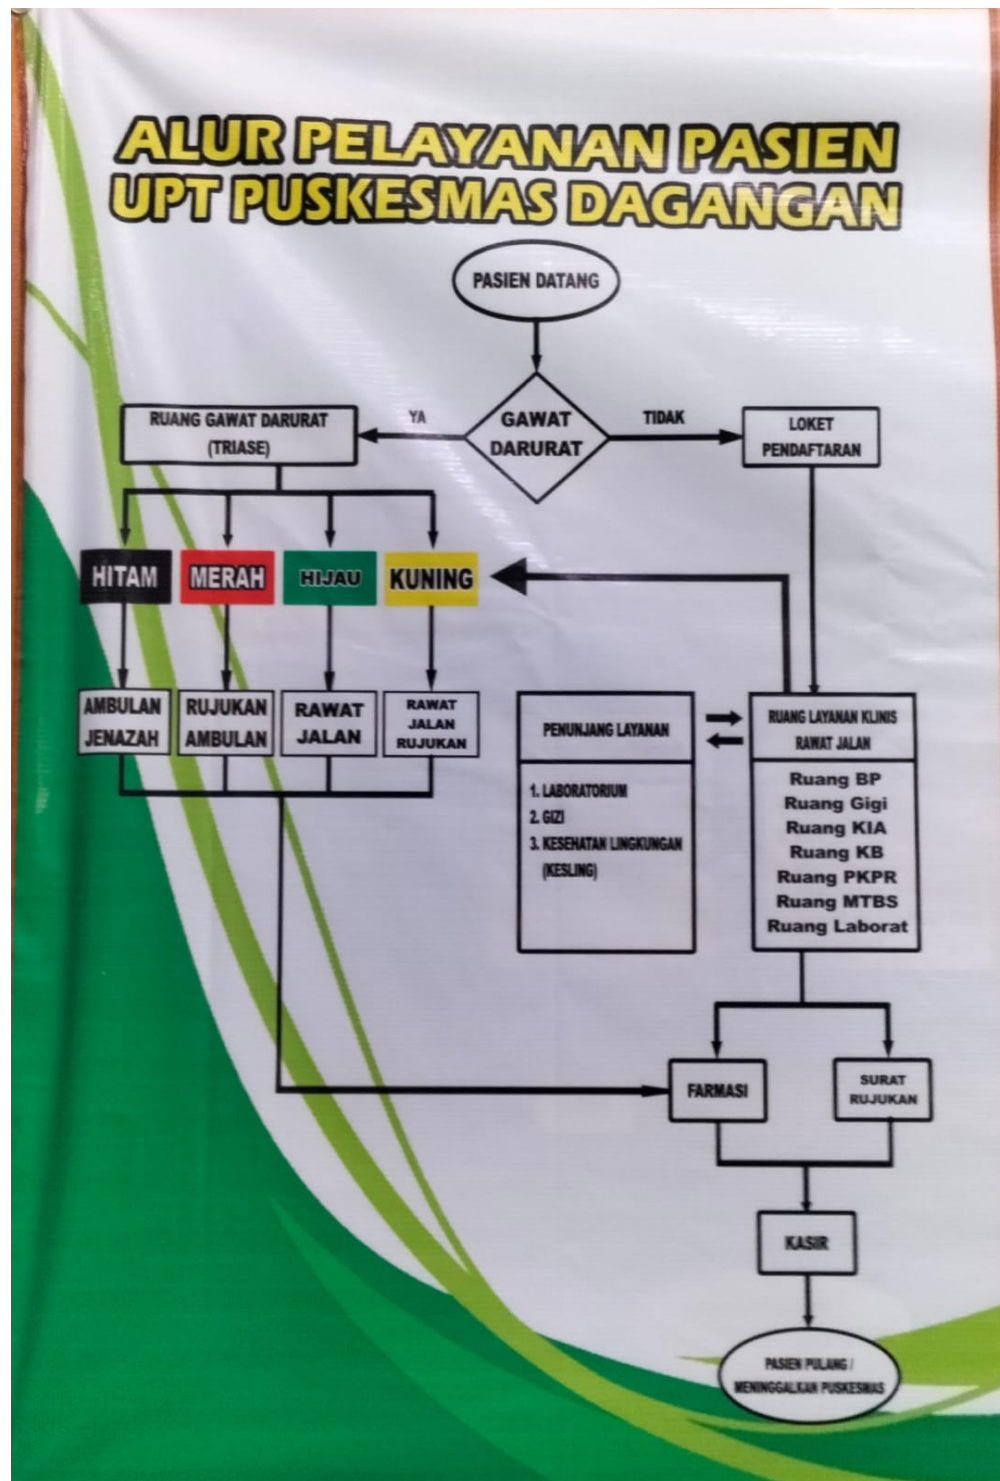 ALUR PELAYANAN PASIEN
UPT PUSKESMAS DAGANGAN
PASIEN DATANG
GAWAT
DARURAT
YA
TIDAK
RUANG GAWAT DARURAT
(TRIASE)
LOKET
PENDAFTARAN
HITAM
MERAH
HIJAU
KUNING
AMBULAN
JENAZAH
RUJUKAN
AMBULAN
RAWAT
JALAN
RAWAT
JALAN
RUJUKAN
PENUNJANG LAYANAN
1. LABORATORIUM
2. GIZI
3. KESEHATAN LINGKUNGAN
(KESLING)
RUANG LAYANAN KLINIS
RAWAT JALAN
Ruang BP
Ruang Gigi
Ruang KIA
Ruang KB
Ruang PKPR
Ruang MTBS
Ruang Laborat
FARMASI
SURAT
RUJUKAN
KASIR
PASIEN PULANG /
MENINGGALKAN PUSKESMAS